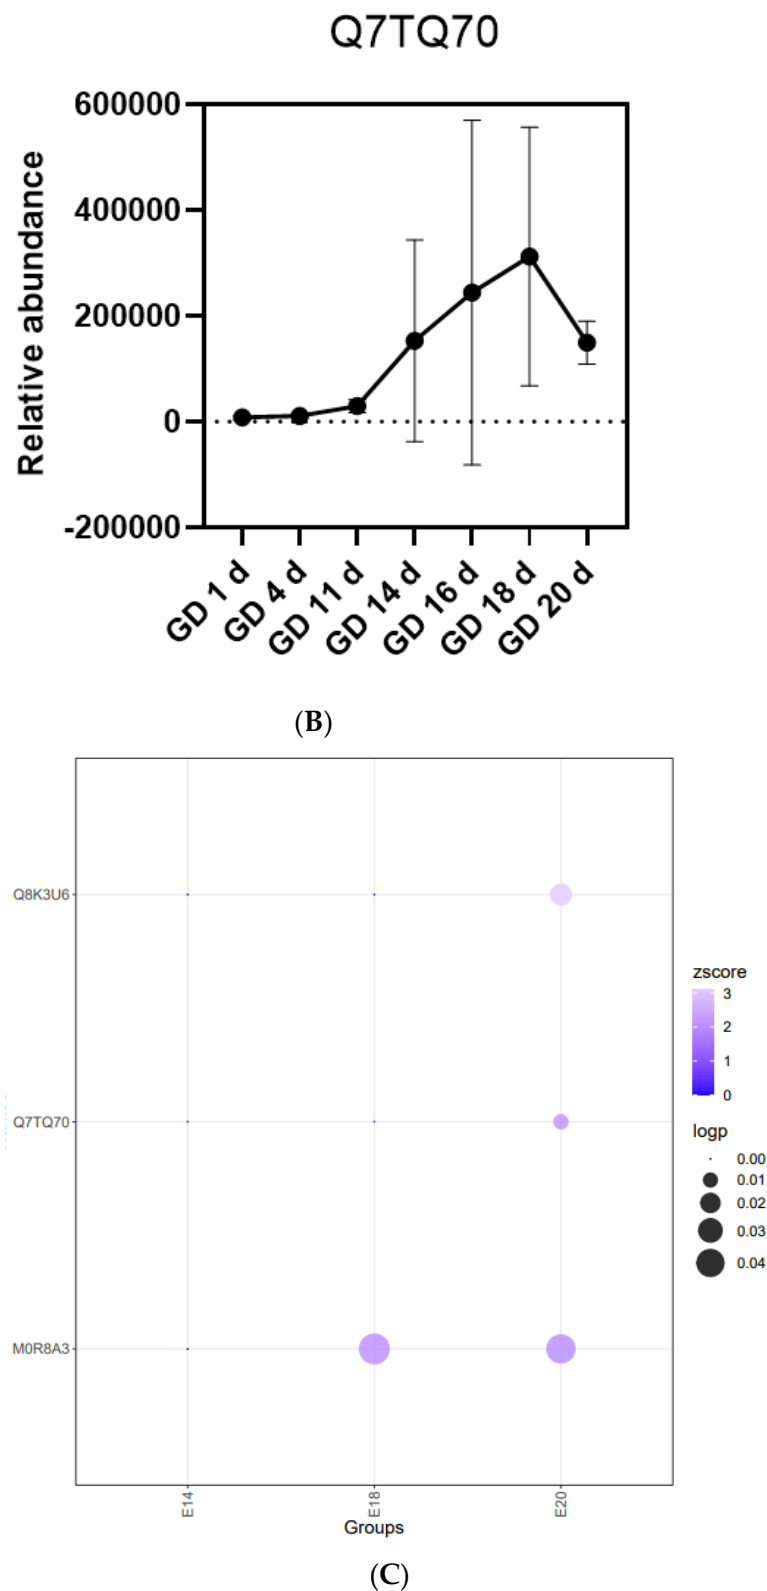 Q7TQ70
600000
400000
200000
0
-200000
Relative abundance
GD 1 d
GD 4 d
GD 11 d
GD 14 d
GD 16 d
GD 18 d
GD 20 d
(B)
Q8K3U6
Q7TQ70
M0R8A3
E14
E18
E20
Groups
zscore
3
2
1
0
logp
0.00
0.01
0.02
0.03
0.04
(C)